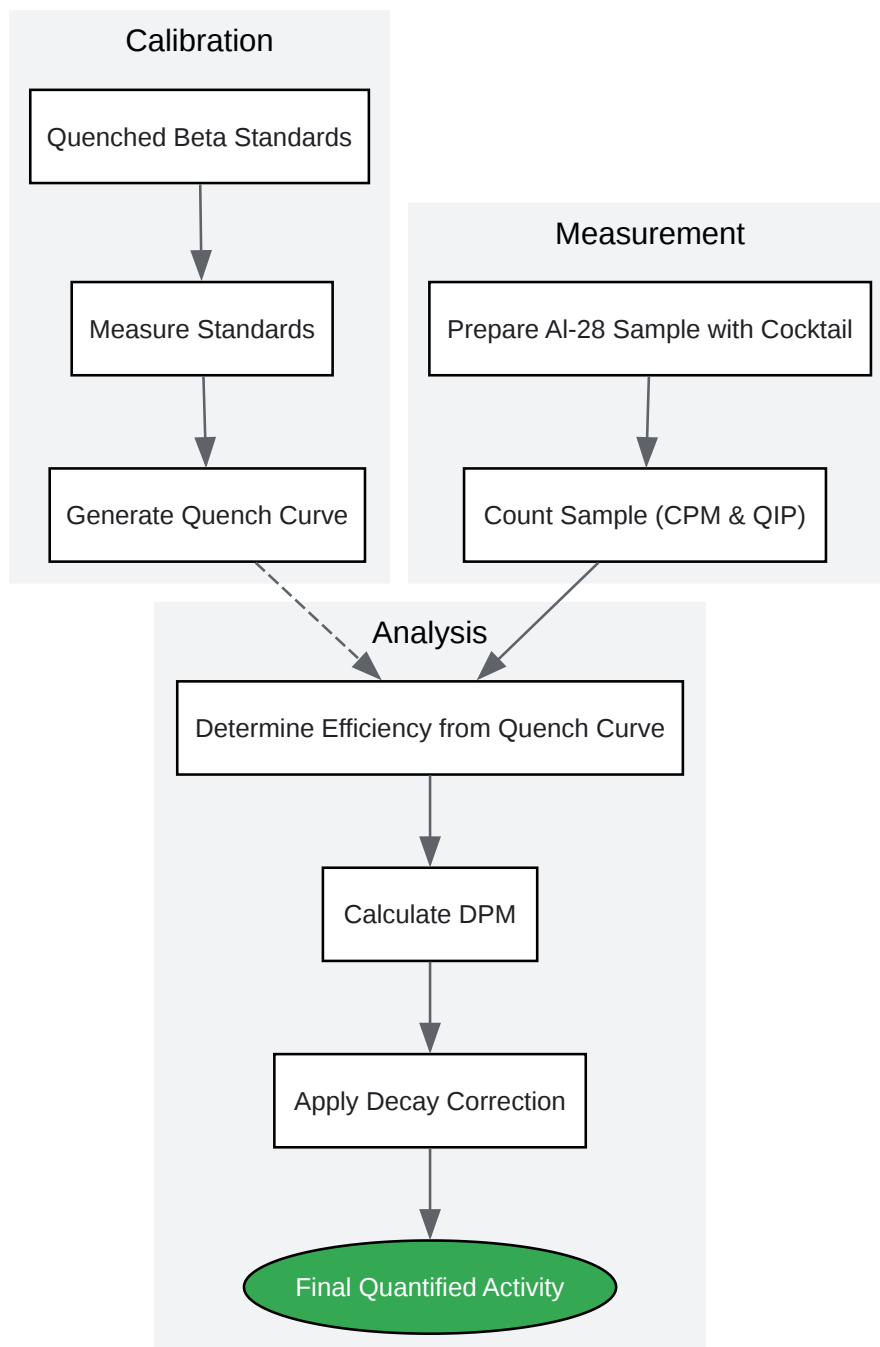 Calibration
Quenched Beta Standards
Measure Standards
Generate Quench Curve
Measurement
Prepare Al-28 Sample with Cocktail
Count Sample (CPM & QIP)
Analysis
Determine Efficiency from Quench Curve
Calculate DPM
Apply Decay Correction
Final Quantified Activity